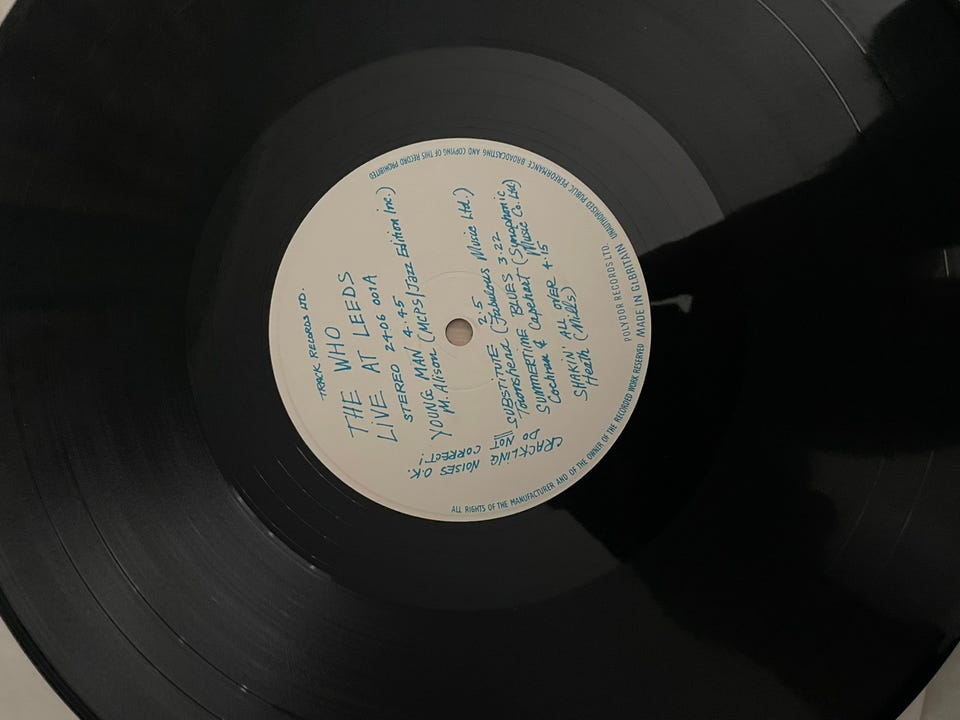 TRACK RECORDS LTD.
THE WHO
LIVE AT LEEDS
STEREO 2406 001A
YOUNG MAN 4.45
M. Alison (MCPS/Jazz Edition Inc.)
SUBSTITUTE 2.5
Townshend (Fabulous Music Ltd.)
SUMMERTIME BLUES 3.22
Cochran & Capehart (Synophonic Music Co. Ltd)
SHAKIN ALL OVER 4.15
Heath (Mills)
CRACKLING NOISES O.K.
DO NOT CORRECT!
POLYDOR RECORDS LTD.
MADE IN Gt.BRITAIN
ALL RIGHTS OF THE MANUFACTURER AND OF THE OWNER OF THE RECORDED WORK RESERVED
UNAUTHORISED PUBLIC PERFORMANCE BROADCASTING AND COPYING OF THIS RECORD PROHIBITED